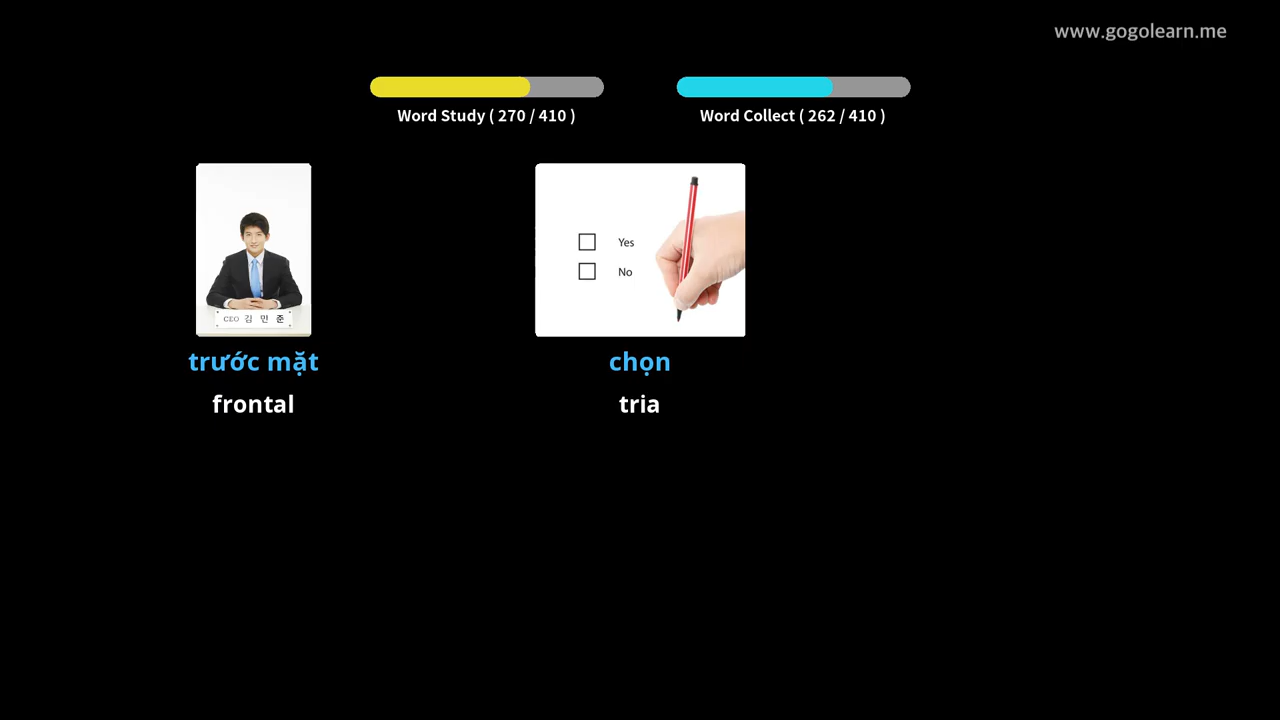 www.gogolearn.me
Word Study ( 270 / 410 )
Word Collect ( 262 / 410 )
CEO 김 민 준
Yes
No
trước mặt
chọn
frontal
tria